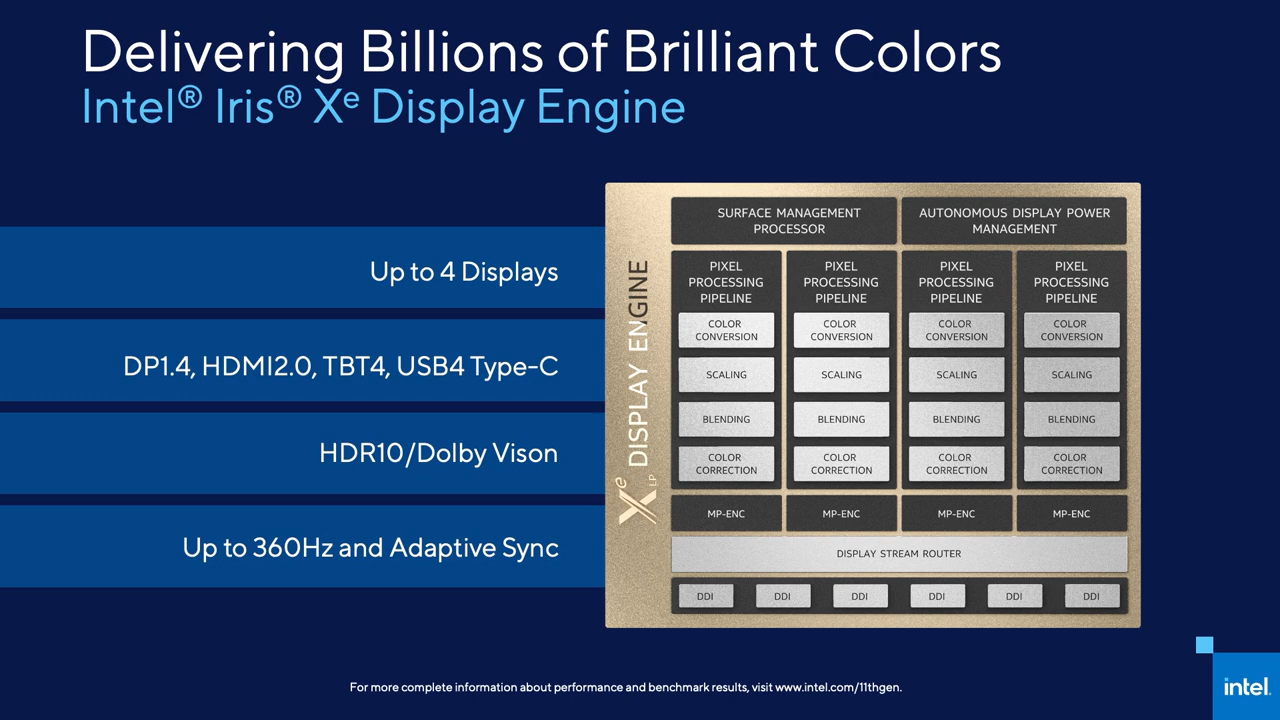 Delivering Billions of Brilliant Colors
Intel® Iris® Xe Display Engine
Up to 4 Displays
DP1.4, HDMI2.0, TBT4, USB4 Type-C
HDR10/Dolby Vison
Up to 360Hz and Adaptive Sync
Xe LP DISPLAY ENGINE
SURFACE MANAGEMENT
PROCESSOR
AUTONOMOUS DISPLAY POWER
MANAGEMENT
PIXEL
PROCESSING
PIPELINE
COLOR
CONVERSION
SCALING
BLENDING
COLOR
CORRECTION
MP-ENC
PIXEL
PROCESSING
PIPELINE
COLOR
CONVERSION
SCALING
BLENDING
COLOR
CORRECTION
MP-ENC
PIXEL
PROCESSING
PIPELINE
COLOR
CONVERSION
SCALING
BLENDING
COLOR
CORRECTION
MP-ENC
PIXEL
PROCESSING
PIPELINE
COLOR
CONVERSION
SCALING
BLENDING
COLOR
CORRECTION
MP-ENC
DISPLAY STREAM ROUTER
DDI DDI DDI DDI DDI DDI
For more complete information about performance and benchmark results, visit www.intel.com/11thgen.
intel.